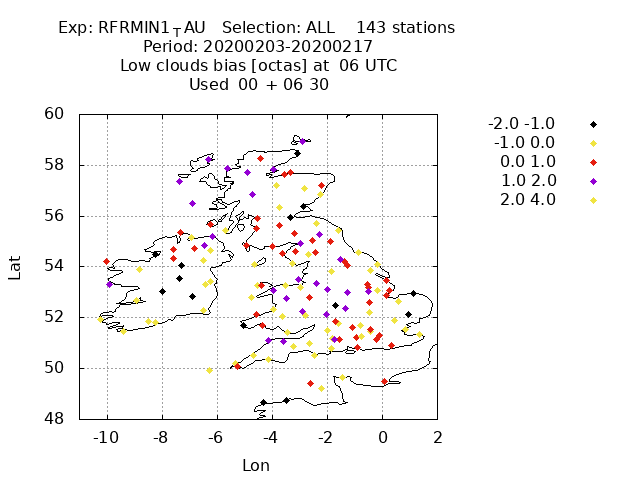 Exp: RFRMIN1TAU Selection: ALL 143 stations
Period: 20200203-20200217
Low clouds bias [octas] at 06 UTC
Used 00 + 06 30
-2.0 -1.0
-1.0 0.0
0.0 1.0
1.0 2.0
2.0 4.0
60
58
56
54
52
50
48
Lat
-10 -8 -6 -4 -2 0 2
Lon